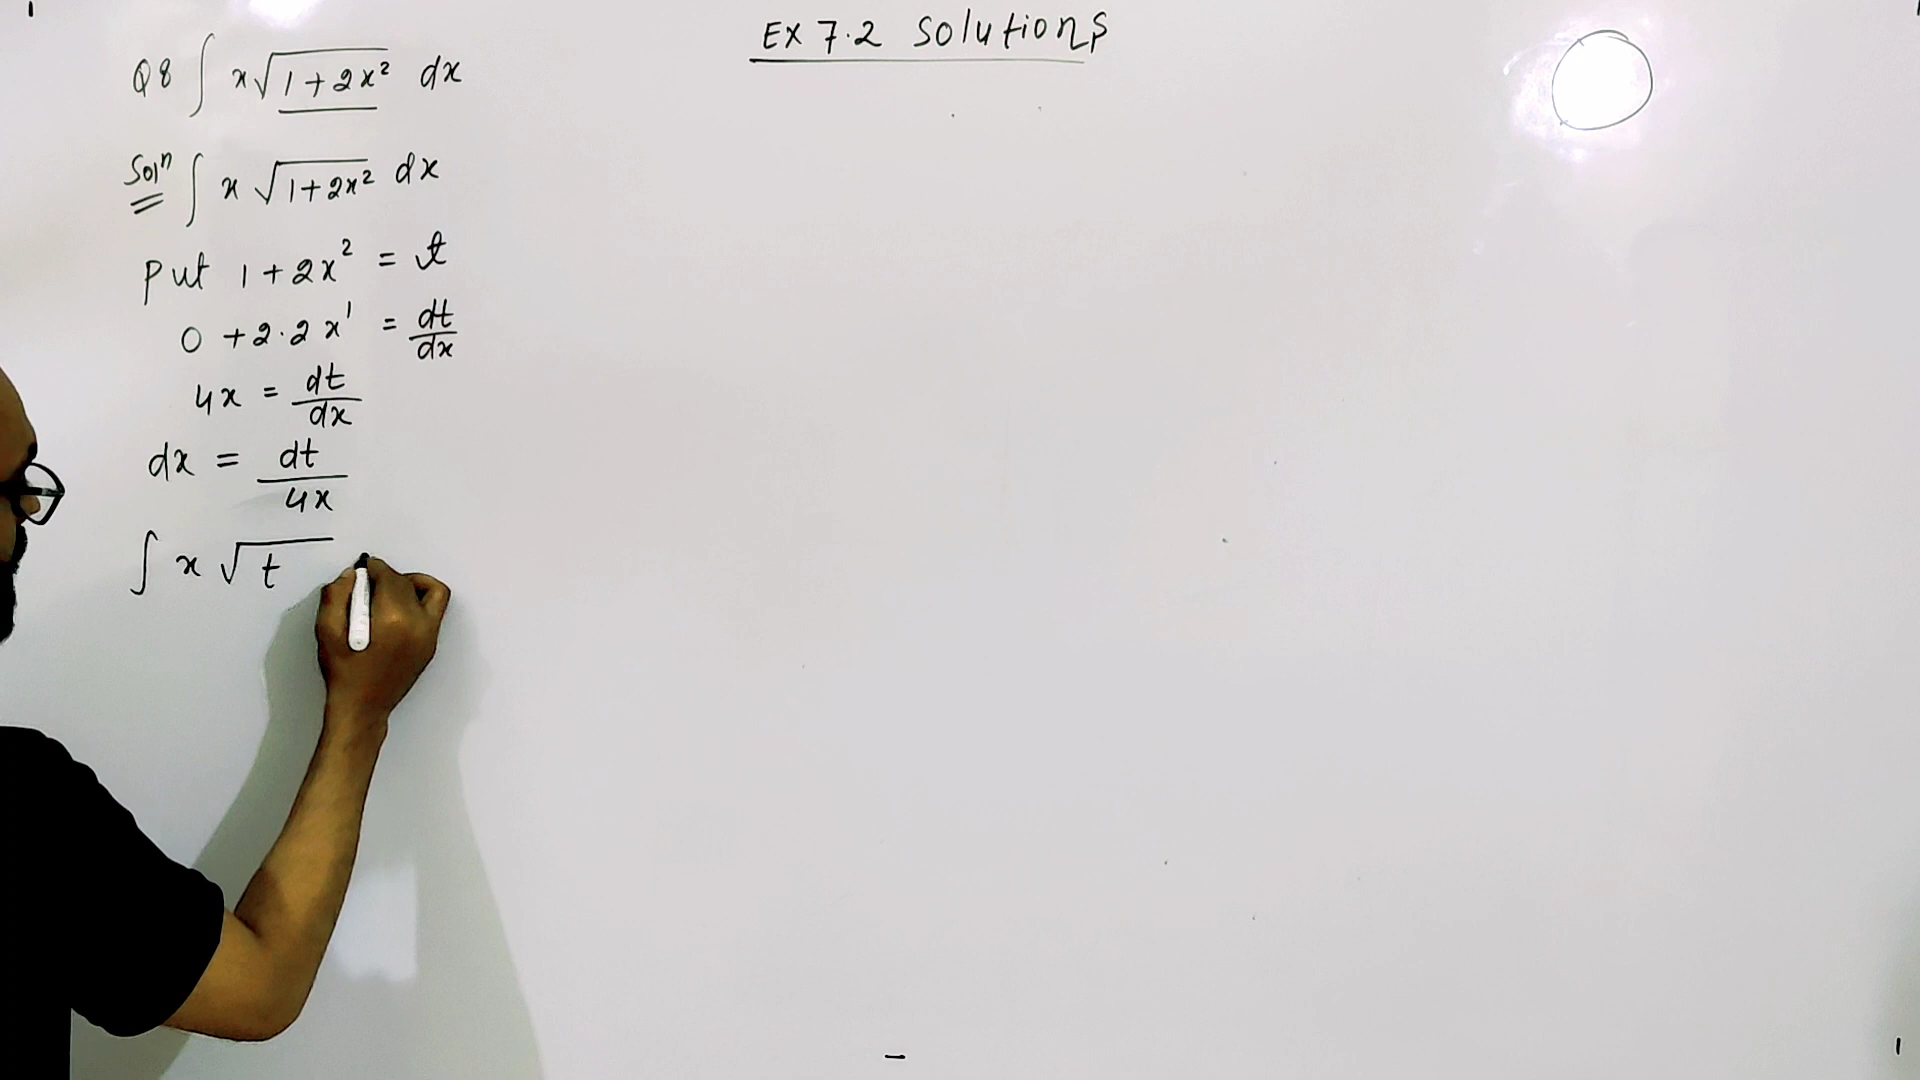 Ex 7.2 Solutions
Q8 ∫ x√(1+2x²) dx
Solⁿ ∫ x √(1+2x²) dx
Put 1+2x² = t
0 + 2·2x¹ = dt/dx
4x = dt/dx
dx = dt/4x
∫ x √t